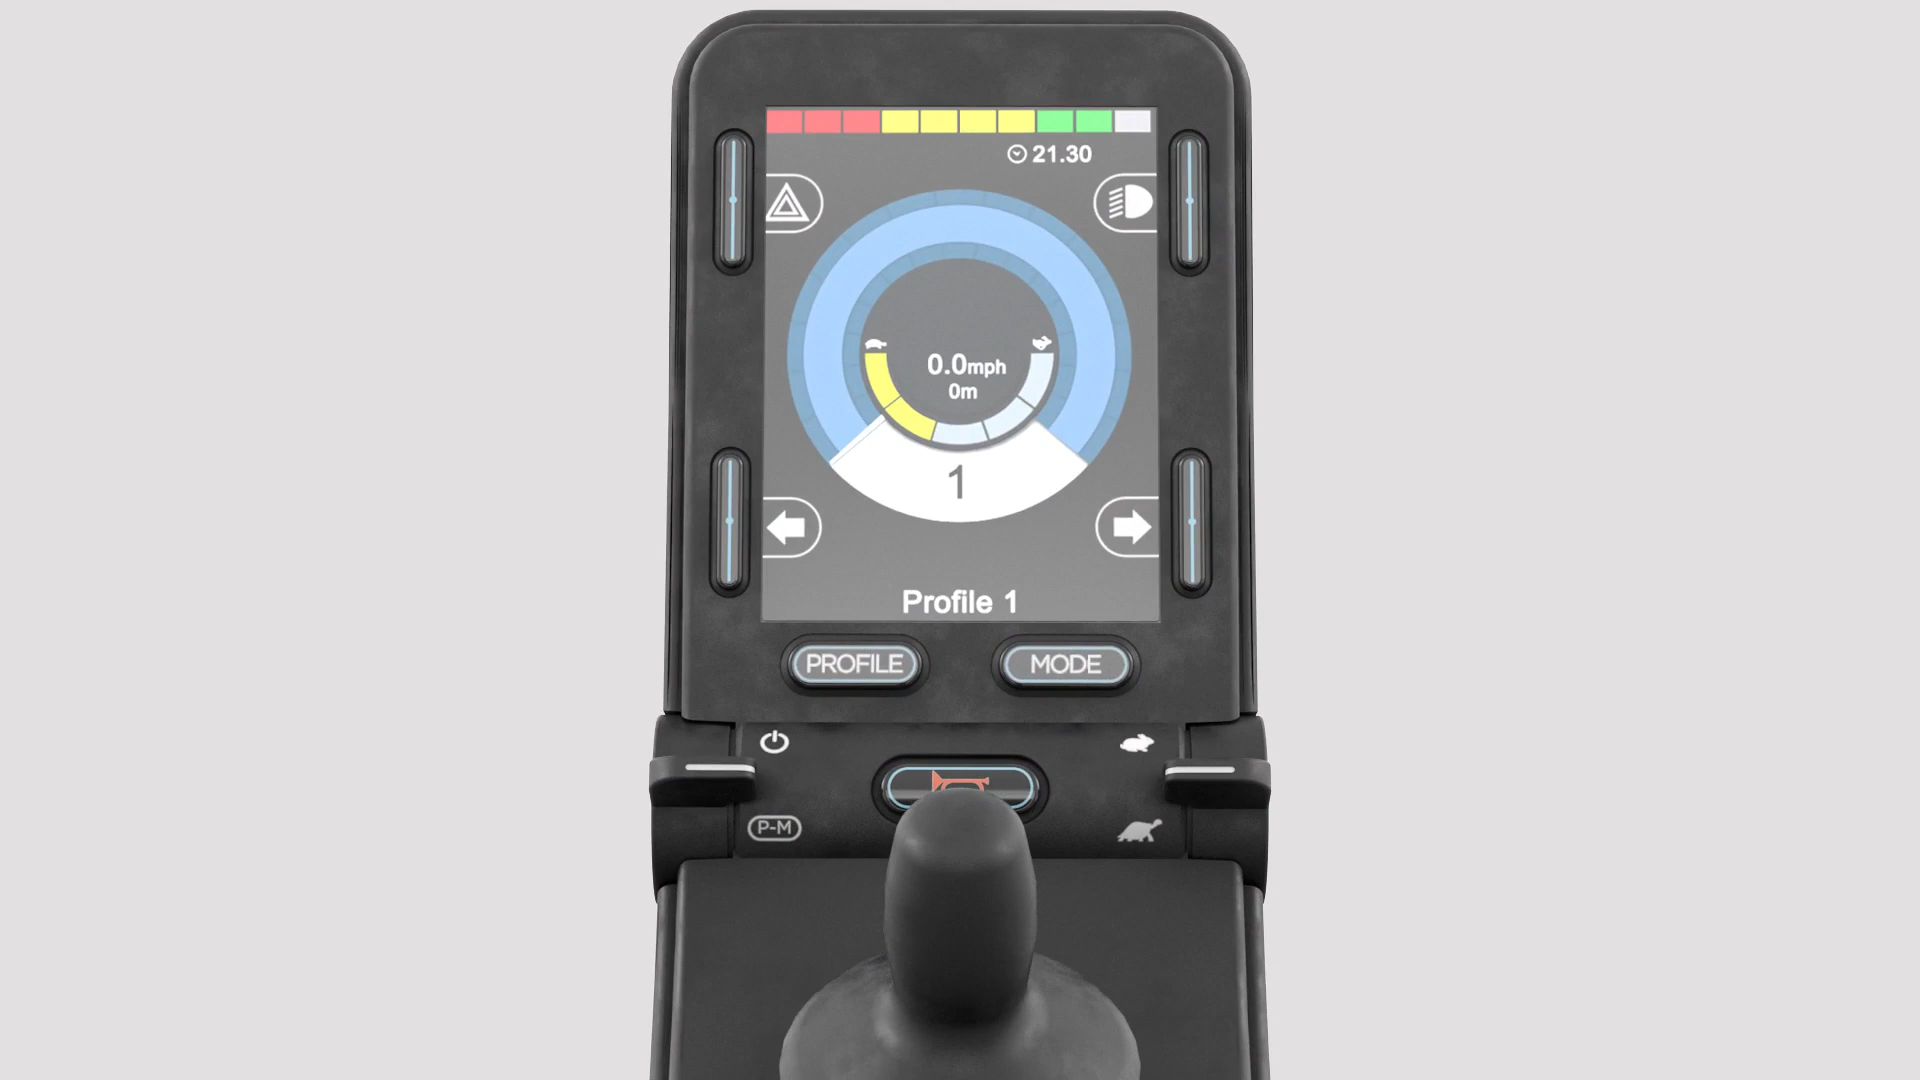 21.30
0.0mph
0m
1
Profile 1
PROFILE
MODE
P-M